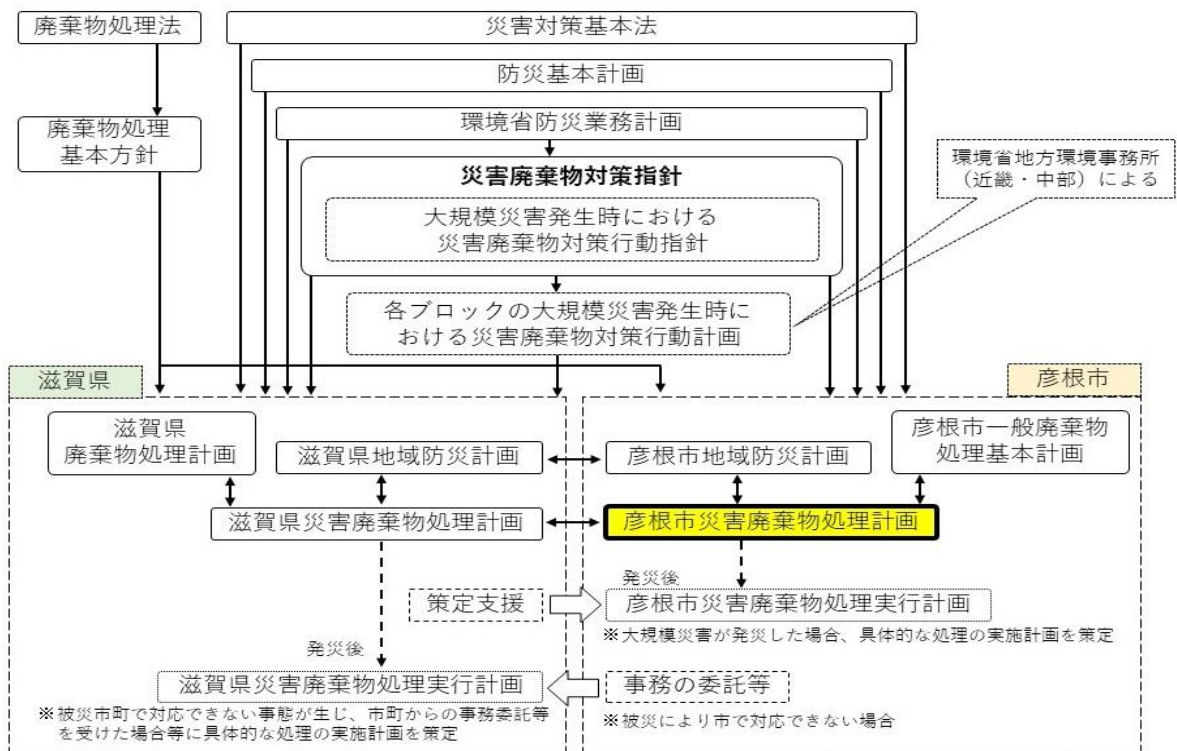 廃棄物処理法
災害対策基本法
防災基本計画
環境省防災業務計画
廃棄物処理
基本方針
災害廃棄物対策指針
大規模災害発生時における
災害廃棄物対策行動指針
環境省地方環境事務所
（近畿・中部）による
各ブロックの大規模災害発生時に
おける災害廃棄物対策行動計画
滋賀県
彦根市
滋賀県
廃棄物処理計画
滋賀県地域防災計画
彦根市地域防災計画
彦根市一般廃棄物
処理基本計画
滋賀県災害廃棄物処理計画
彦根市災害廃棄物処理計画
発災後
策定支援
彦根市災害廃棄物処理実行計画
※大規模災害が発災した場合、具体的な処理の実施計画を策定
発災後
滋賀県災害廃棄物処理実行計画
事務の委託等
※被災市町で対応できない事態が生じ、市町からの事務委託等
を受けた場合等に具体的な処理の実施計画を策定
※被災により市で対応できない場合